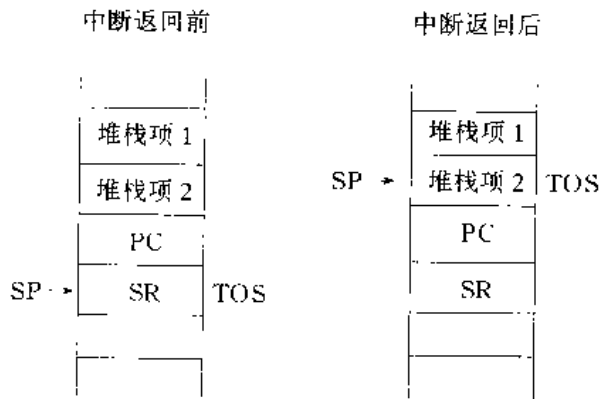 中断返回前 中断返回后
堆栈项 1 堆栈项 1
堆栈项 2 SP 堆栈项 2 TOS
PC PC
SP SR TOS SR